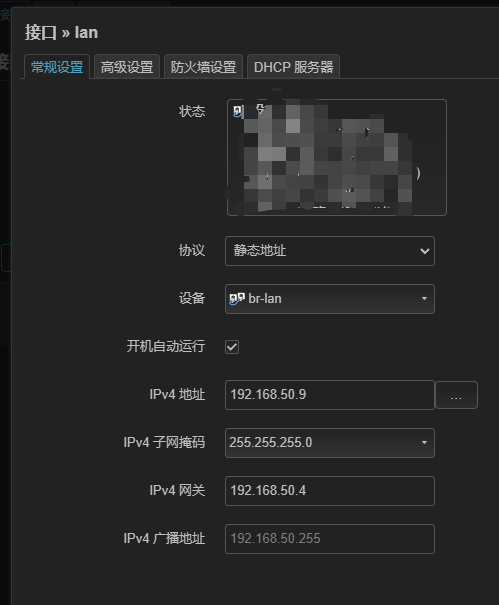 接口 » lan
常规设置 高级设置 防火墙设置 DHCP 服务器
状态
协议 静态地址
设备 br-lan
开机自动运行
IPv4 地址 192.168.50.9 ...
IPv4 子网掩码 255.255.255.0
IPv4 网关 192.168.50.4
IPv4 广播地址 192.168.50.255